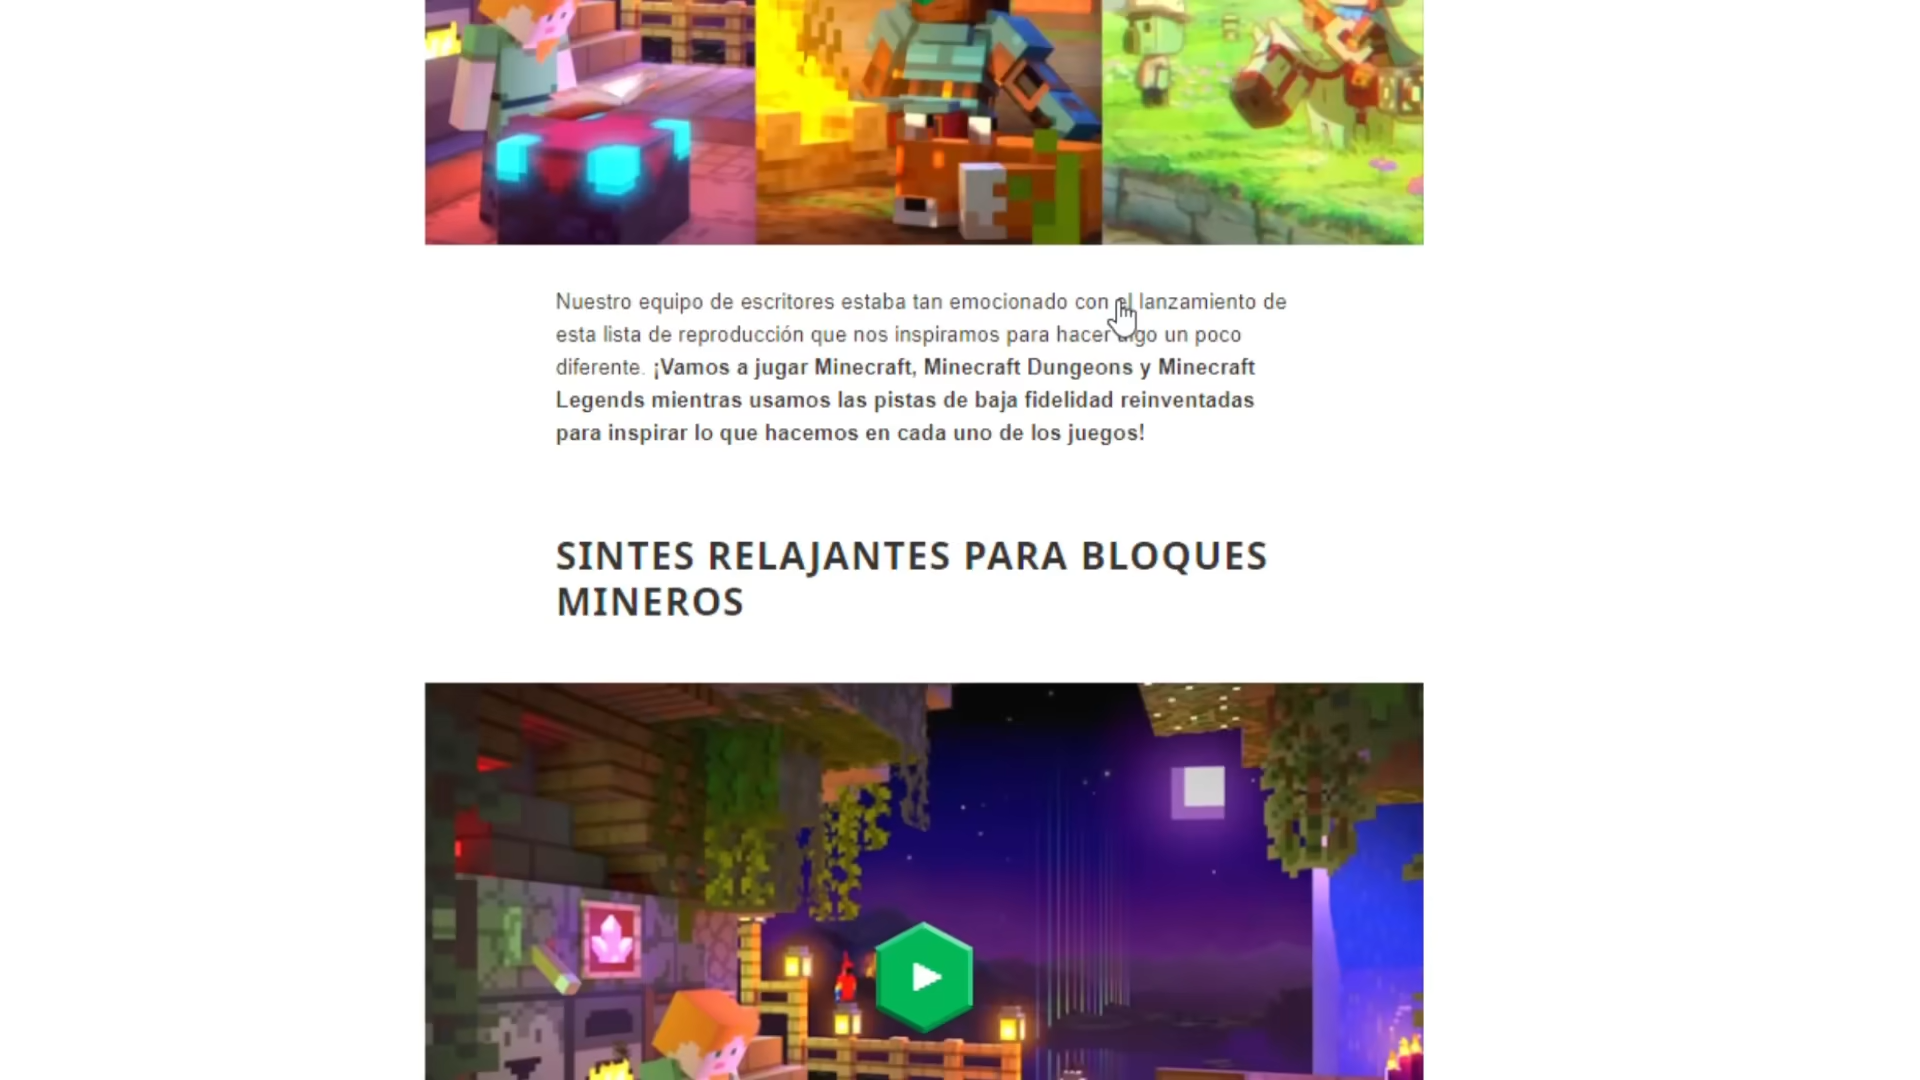 Nuestro equipo de escritores estaba tan emocionado con el lanzamiento de
esta lista de reproducción que nos inspiramos para hacer algo un poco
diferente. ¡Vamos a jugar Minecraft, Minecraft Dungeons y Minecraft
Legends mientras usamos las pistas de baja fidelidad reinventadas
para inspirar lo que hacemos en cada uno de los juegos!
SINTES RELAJANTES PARA BLOQUES
MINEROS